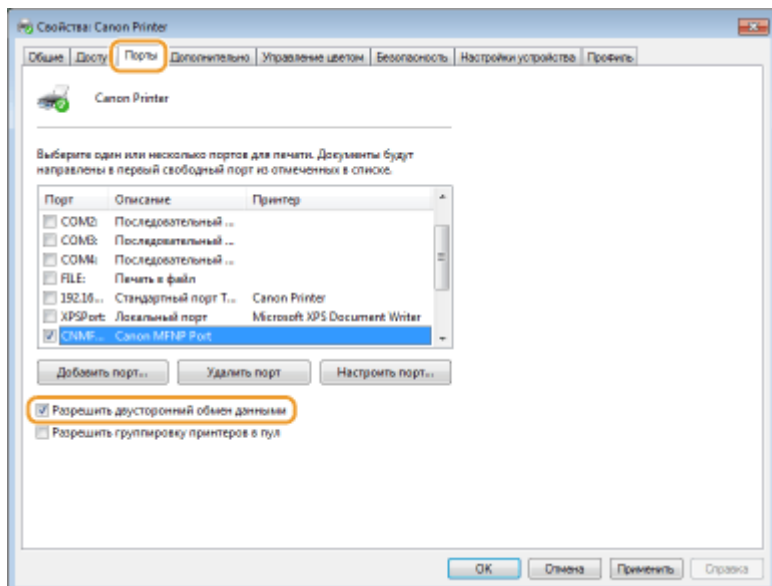 Свойства: Canon Printer
Общие Досту Порты Дополнительно Управление цветом Безопасность Настройки устройства Профиль
Canon Printer
Выберите один или несколько портов для печати. Документы будут
направлены в первый свободный порт из отмеченных в списке.
Порт Описание Принтер
COM2: Последовательный ...
COM3: Последовательный ...
COM4: Последовательный ...
FILE: Печать в файл
192.16... Стандартный порт T... Canon Printer
XPSPort: Локальный порт Microsoft XPS Document Writer
CNMF... Canon MFNP Port
Добавить порт... Удалить порт Настроить порт...
Разрешить двусторонний обмен данными
Разрешить группировку принтеров в пул
OK Отмена Применить Справка